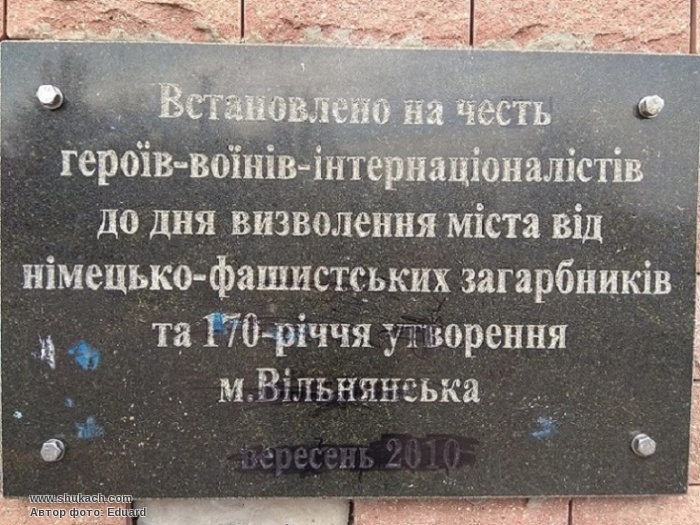 Встановлено на честь
героїв-воїнів-інтернаціоналістів
до дня визволення міста від
німецько-фашистських загарбників
та 170-річчя утворення
м.Вільнянська
вересень 2010
www.shukach.com
Автор фото: Eduard